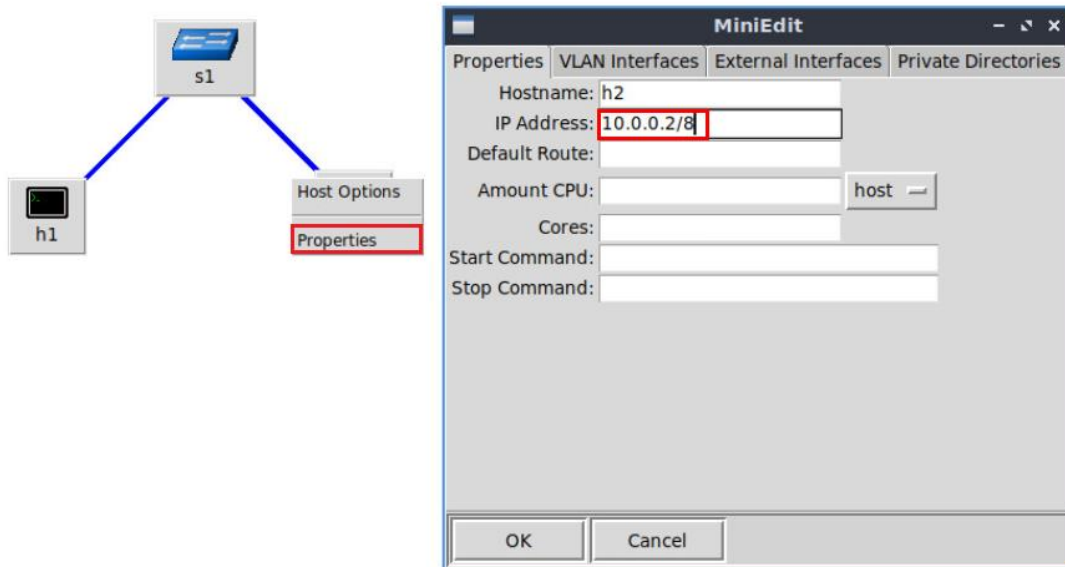 s1
h1
Host Options
Properties
MiniEdit
Properties VLAN Interfaces External Interfaces Private Directories
Hostname: h2
IP Address: 10.0.0.2/8
Default Route:
Amount CPU: host
Cores:
Start Command:
Stop Command:
OK Cancel